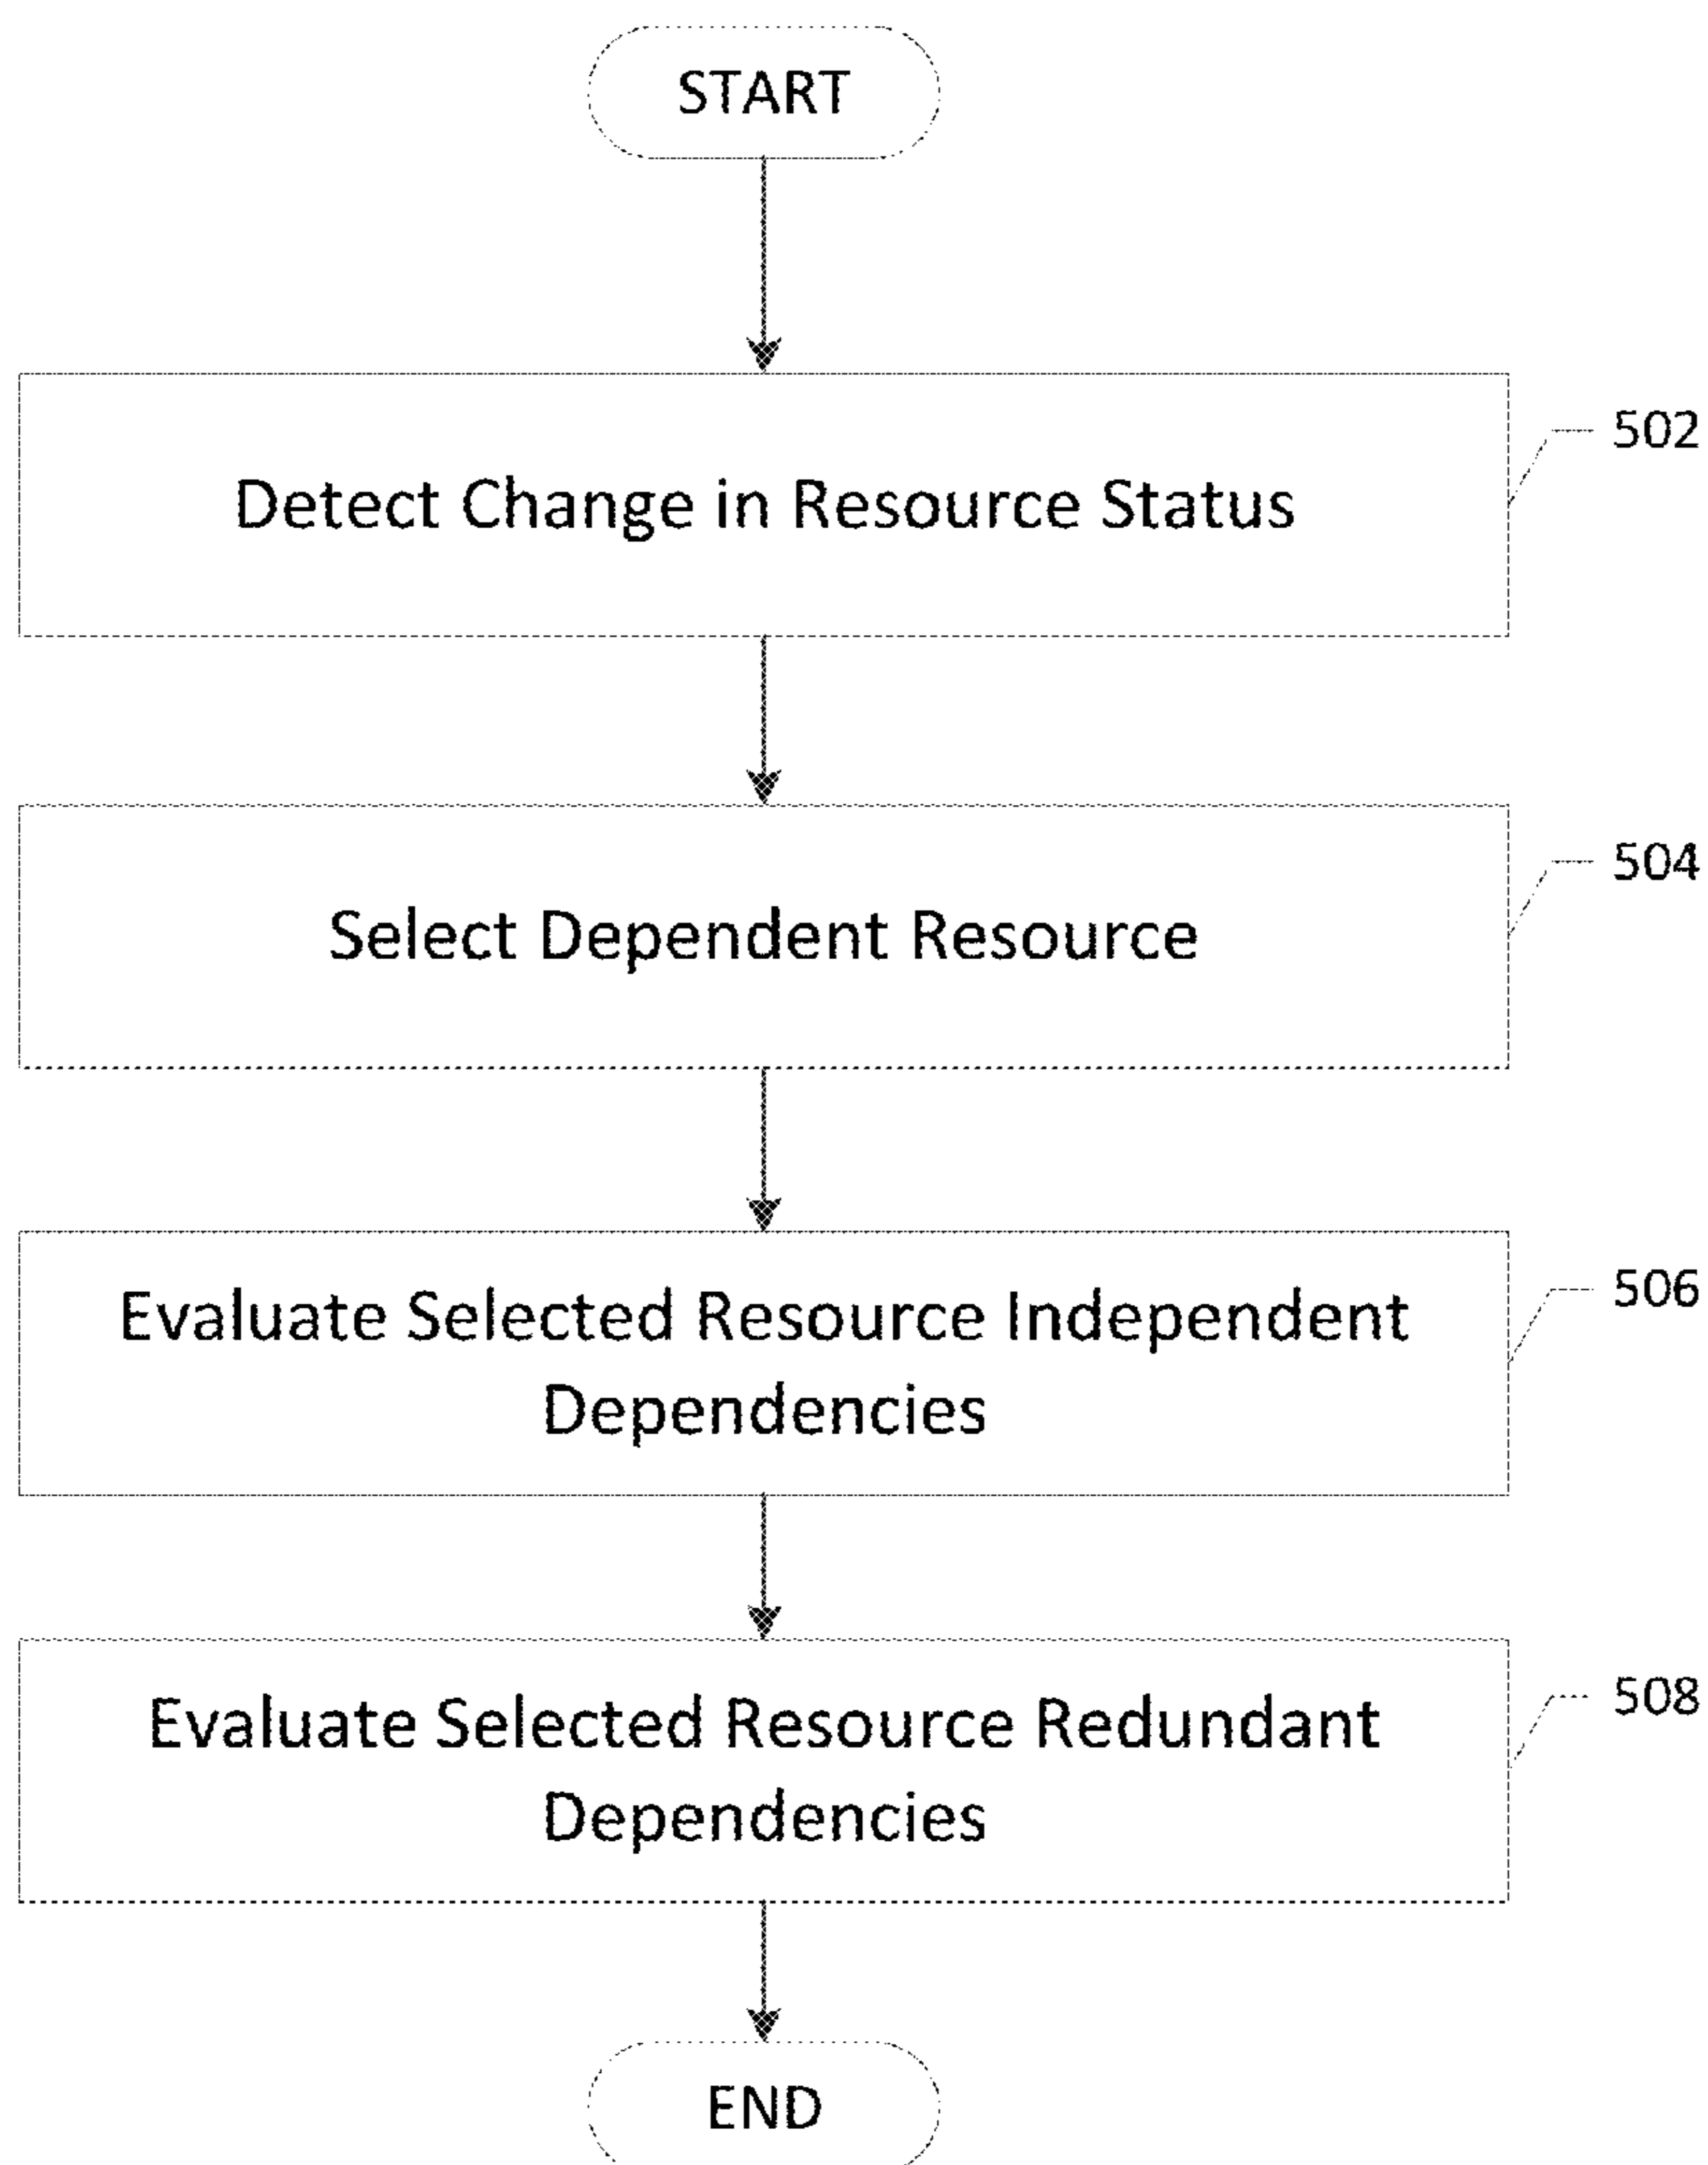 START
502
Detect Change in Resource Status
504
Select Dependent Resource
506
Evaluate Selected Resource Independent
Dependencies
508
Evaluate Selected Resource Redundant
Dependencies
END